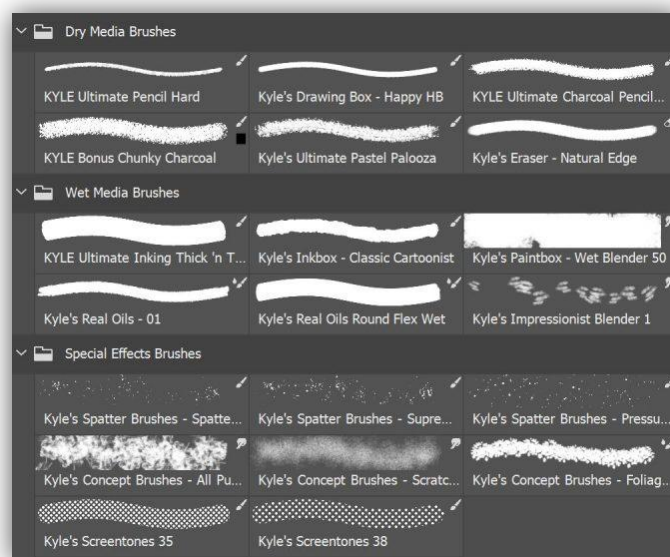 Dry Media Brushes
KYLE Ultimate Pencil Hard
Kyle's Drawing Box - Happy HB
KYLE Ultimate Charcoal Pencil...
KYLE Bonus Chunky Charcoal
Kyle's Ultimate Pastel Palooza
Kyle's Eraser - Natural Edge
Wet Media Brushes
KYLE Ultimate Inking Thick 'n T...
Kyle's Inkbox - Classic Cartoonist
Kyle's Paintbox - Wet Blender 50
Kyle's Real Oils - 01
Kyle's Real Oils Round Flex Wet
Kyle's Impressionist Blender 1
Special Effects Brushes
Kyle's Spatter Brushes - Spatte...
Kyle's Spatter Brushes - Supre...
Kyle's Spatter Brushes - Pressu...
Kyle's Concept Brushes - All Pu...
Kyle's Concept Brushes - Scratc...
Kyle's Concept Brushes - Foliag...
Kyle's Screentones 35
Kyle's Screentones 38